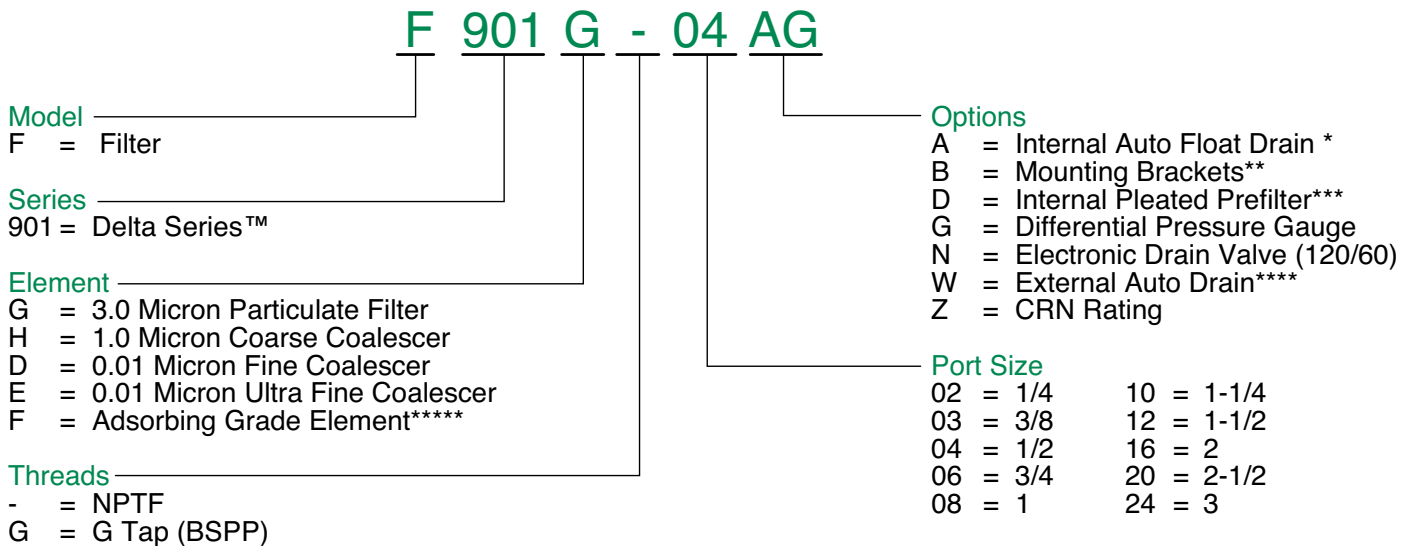 F 901 G - 04 AG
Model
F = Filter
Series
901 = Delta Series™
Element
G = 3.0 Micron Particulate Filter
H = 1.0 Micron Coarse Coalescer
D = 0.01 Micron Fine Coalescer
E = 0.01 Micron Ultra Fine Coalescer
F = Adsorbing Grade Element*****
Threads
- = NPTF
G = G Tap (BSPP)
Options
A = Internal Auto Float Drain *
B = Mounting Brackets**
D = Internal Pleated Prefilter***
G = Differential Pressure Gauge
N = Electronic Drain Valve (120/60)
W = External Auto Drain****
Z = CRN Rating
Port Size
02 = 1/4 10 = 1-1/4
03 = 3/8 12 = 1-1/2
04 = 1/2 16 = 2
06 = 3/4 20 = 2-1/2
08 = 1 24 = 3